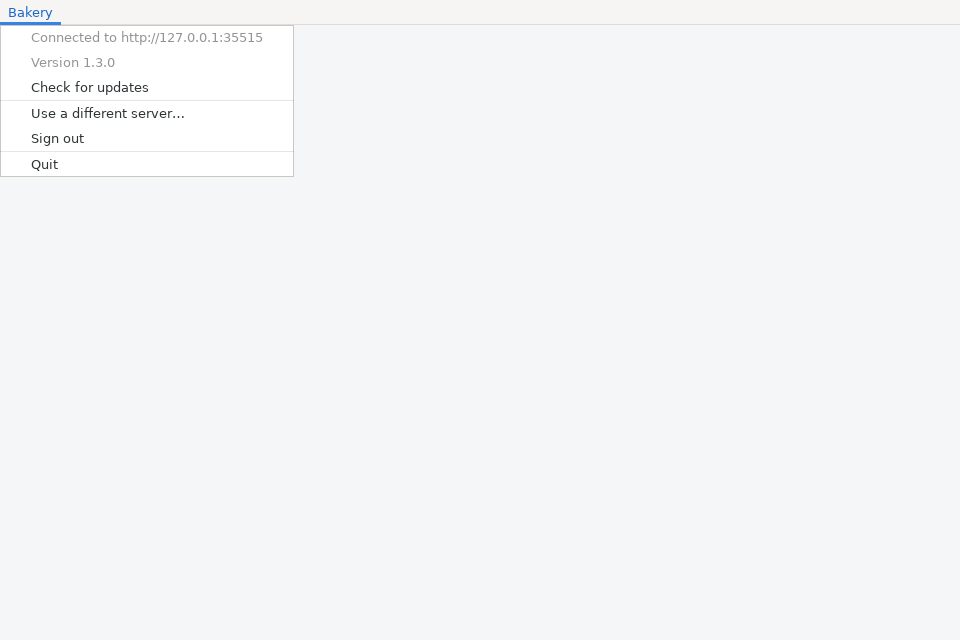 Bakery
Connected to http://127.0.0.1:35515
Version 1.3.0
Check for updates
Use a different server...
Sign out
Quit